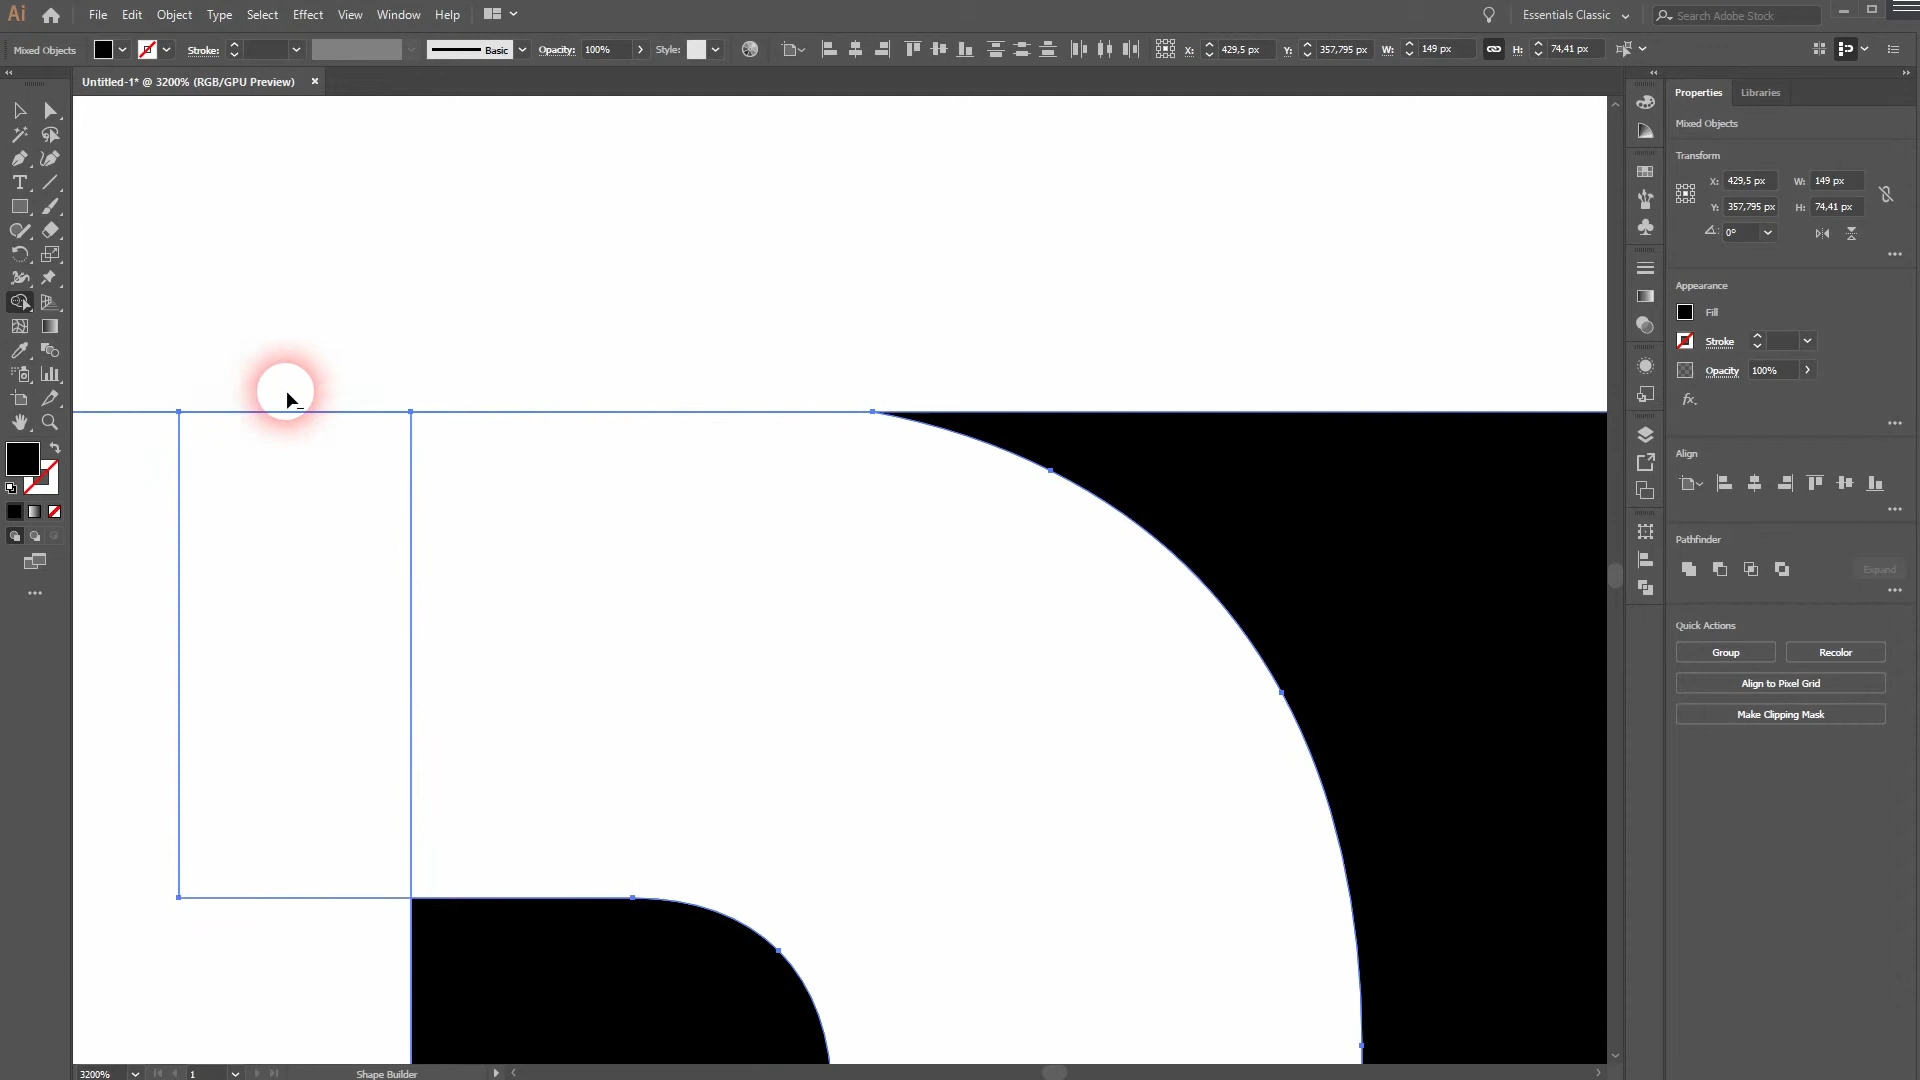 Ai File Edit Object Type Select Effect View Window Help Essentials Classic Search Adobe Stock
Mixed Objects Stroke: Basic Opacity: 100% Style: X: 429,5 px Y: 357,795 px W: 149 px H: 74,41 px
Untitled-1* @ 3200% (RGB/GPU Preview)
Properties Libraries
Mixed Objects
Transform
X: 429,5 px W: 149 px
Y: 357,795 px H: 74,41 px
0°
Appearance
Fill
Stroke
Opacity 100%
fx.
Align
Pathfinder
Expand
Quick Actions
Group Recolor
Align to Pixel Grid
Make Clipping Mask
3200% 1 Shape Builder